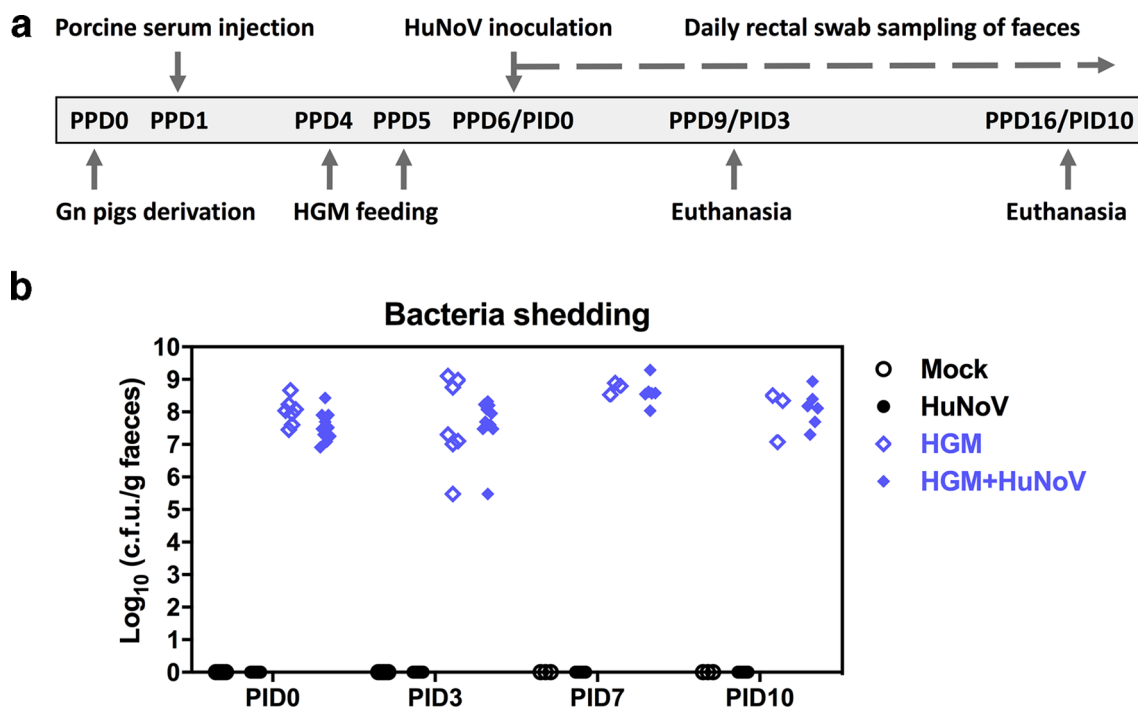 a
Porcine serum injection HuNoV inoculation Daily rectal swab sampling of faeces
PPD0 PPD1 PPD4 PPD5 PPD6/PID0 PPD9/PID3 PPD16/PID10
Gn pigs derivation HGM feeding Euthanasia Euthanasia
b
Bacteria shedding
Log10 (c.f.u./g faeces)
10
9
8
7
6
5
4
3
2
1
0
PID0 PID3 PID7 PID10
Mock
HuNoV
HGM
HGM+HuNoV